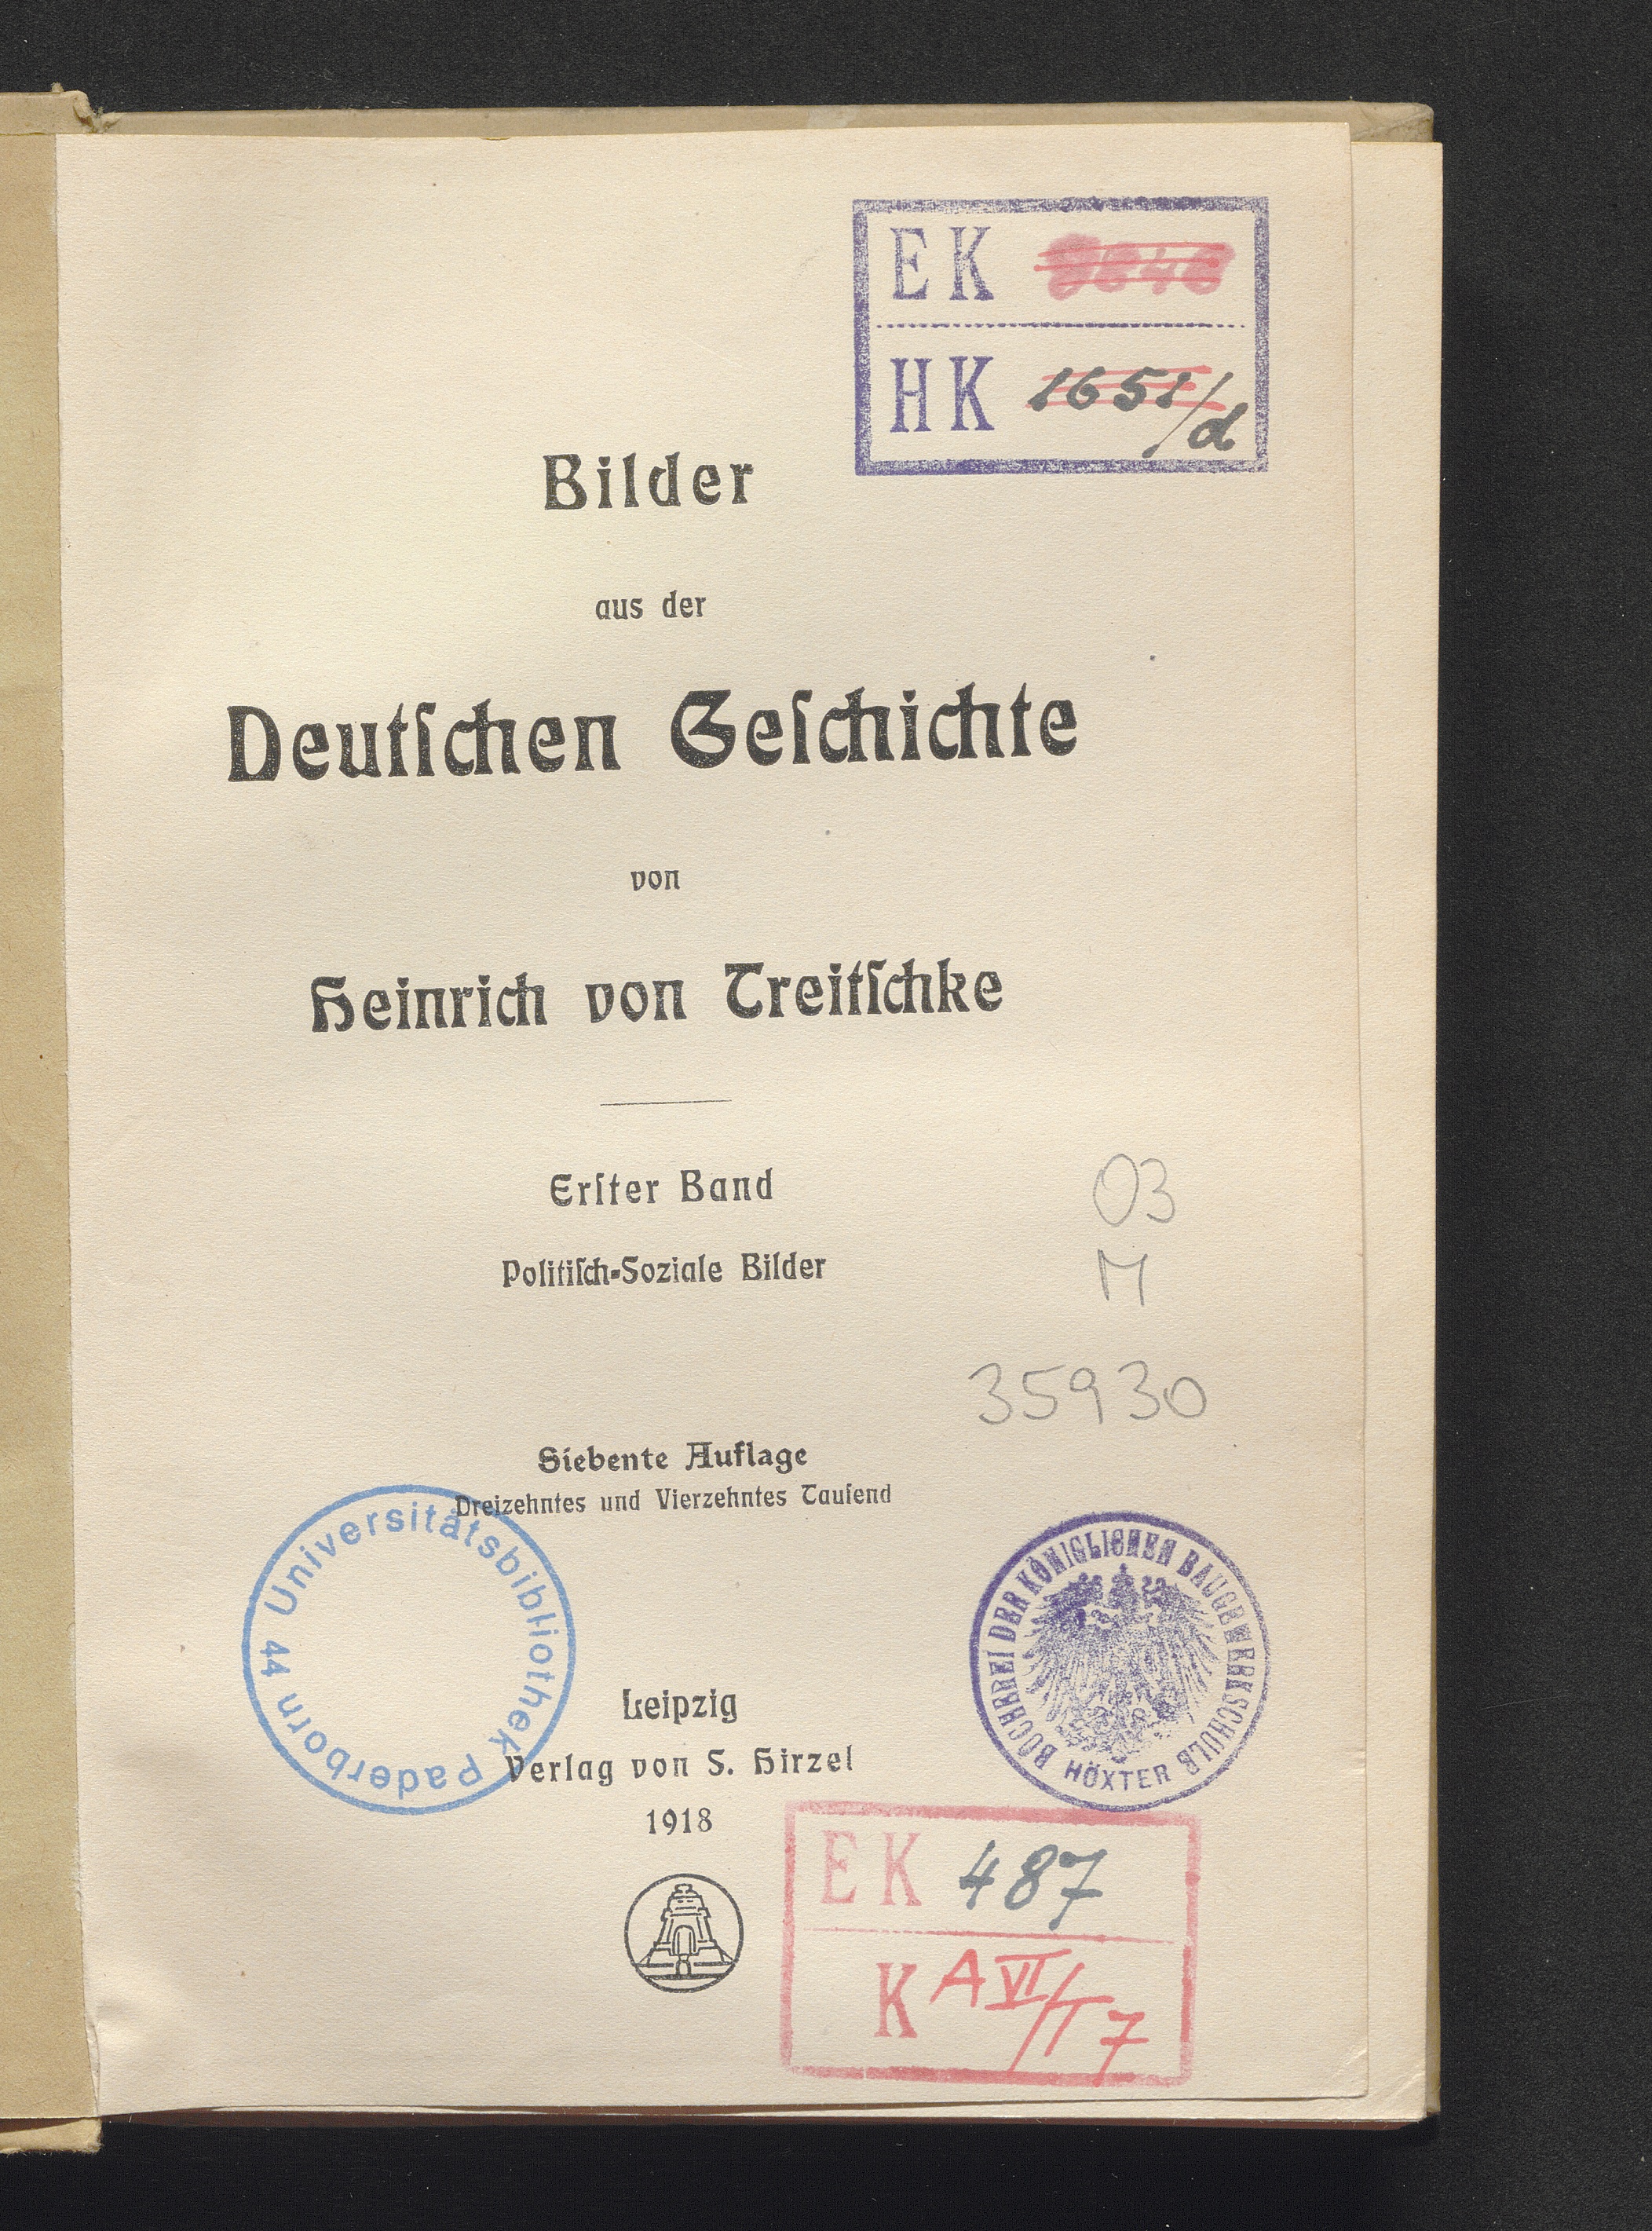 EK
HK 1651/d
Bilder
aus der
Deutſchen Geſchichte
von
Heinrich von Treitſchke
Erſter Band
Politiſch-Soziale Bilder
03
M
35930
Siebente Auflage
Dreizehntes und Vierzehntes Tauſend
Universitätsbibliothek Paderborn 44
BÜCHEREI DER KÖNIGLICHEN BAUGEWERKSCHULE
HÖXTER
Leipzig
Verlag von S. Hirzel
1918
EK 487
K A VI/T 7